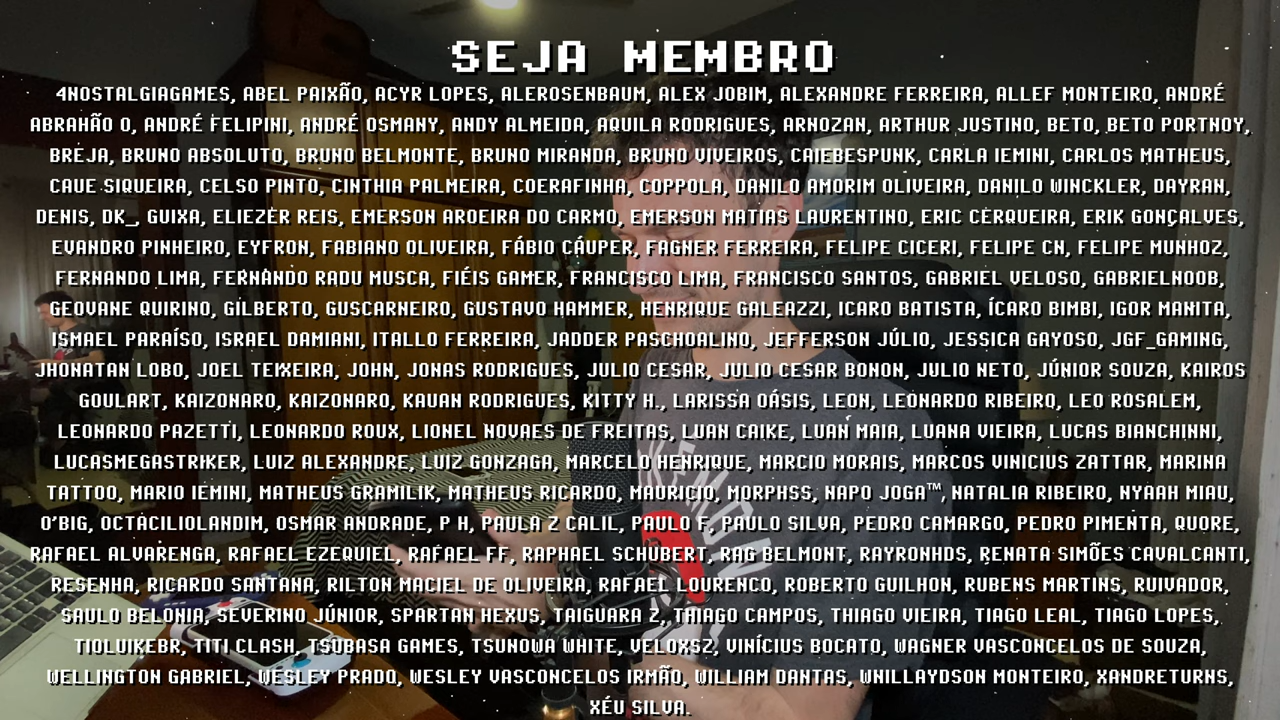 SEJA MEMBRO
4NOSTALGIAGAMES, ABEL PAIXÃO, ACYR LOPES, ALEROSENBAUM, ALEX JOBIM, ALEXANDRE FERREIRA, ALLEF MONTEIRO, ANDRÉ
ABRAHÃO O, ANDRÉ FELIPINI, ANDRÉ OSMANY, ANDY ALMEIDA, AQUILA RODRIGUES, ARNOZAN, ARTHUR JUSTINO, BETO, BETO PORTNOY,
BREJA, BRUNO ABSOLUTO, BRUNO BELMONTE, BRUNO MIRANDA, BRUNO VIVEIROS, CAIEBESPUNK, CARLA IEMINI, CARLOS MATHEUS,
CAUE SIQUEIRA, CELSO PINTO, CINTHIA PALMEIRA, COERAFINHA, COPPOLA, DANILO AMORIM OLIVEIRA, DANILO WINCKLER, DAYRAN,
DENIS, DK_, GUIXA, ELIEZER REIS, EMERSON AROEIRA DO CARMO, EMERSON MATIAS LAURENTINO, ERIC CERQUEIRA, ERIK GONÇALVES,
EVANDRO PINHEIRO, EYFRON, FABIANO OLIVEIRA, FÁBIO CÁUPER, FAGNER FERREIRA, FELIPE CICERI, FELIPE CN, FELIPE MUNHOZ,
FERNANDO LIMA, FERNANDO RADU MUSCA, FIÉIS GAMER, FRANCISCO LIMA, FRANCISCO SANTOS, GABRIEL VELOSO, GABRIELNOOB,
GEOVANE QUIRINO, GILBERTO, GUSCARNEIRO, GUSTAVO HAMMER, HENRIQUE GALEAZZI, ICARO BATISTA, ÍCARO BIMBI, IGOR MANITA,
ISMAEL PARAÍSO, ISRAEL DAMIANI, ITALLO FERREIRA, JADDER PASCHOALINO, JEFFERSON JÚLIO, JESSICA GAYOSO, JGF_GAMING,
JHONATAN LOBO, JOEL TEIXEIRA, JOHN, JONAS RODRIGUES, JULIO CESAR, JULIO CESAR BONON, JULIO NETO, JÚNIOR SOUZA, KAIROS
GOULART, KAIZONARO, KAIZONARO, KAUAN RODRIGUES, KITTY H., LARISSA OÁSIS, LEON, LEONARDO RIBEIRO, LEO ROSALEM,
LEONARDO PAZETTI, LEONARDO ROUX, LIONEL NOVAES DE FREITAS, LUAN CAIKE, LUAN MAIA, LUANA VIEIRA, LUCAS BIANCHINNI,
LUCASMEGASTRIKER, LUIZ ALEXANDRE, LUIZ GONZAGA, MARCELO HENRIQUE, MARCIO MORAIS, MARCOS VINICIUS ZATTAR, MARINA
TATTOO, MARIO IEMINI, MATHEUS GRAMILIK, MATHEUS RICARDO, MAURICIO, MORPHSS, NAPO JOGA™, NATALIA RIBEIRO, NYAAH MIAU,
O'BIG, OCTACILIOLANDIM, OSMAR ANDRADE, P H, PAULA Z CALIL, PAULO F, PAULO SILVA, PEDRO CAMARGO, PEDRO PIMENTA, QUORE,
RAFAEL ALVARENGA, RAFAEL EZEQUIEL, RAFAEL FF, RAPHAEL SCHUBERT, RAG BELMONT, RAYRONHDS, RENATA SIMÕES CAVALCANTI,
RESENHA, RICARDO SANTANA, RILTON MACIEL DE OLIVEIRA, RAFAEL LOURENCO, ROBERTO GUILHON, RUBENS MARTINS, RUIVADOR,
SAULO BELONIA, SEVERINO JÚNIOR, SPARTAN HEXUS, TAIGUARA Z, THIAGO CAMPOS, THIAGO VIEIRA, TIAGO LEAL, TIAGO LOPES,
TIOLUIKEBR, TITI CLASH, TSUBASA GAMES, TSUNOWA WHITE, VELOXSZ, VINÍCIUS BOCATO, WAGNER VASCONCELOS DE SOUZA,
WELLINGTON GABRIEL, WESLEY PRADO, WESLEY VASCONCELOS IRMÃO, WILLIAM DANTAS, WNILLAYDSON MONTEIRO, XANDRETURNS,
XÉU SILVA.